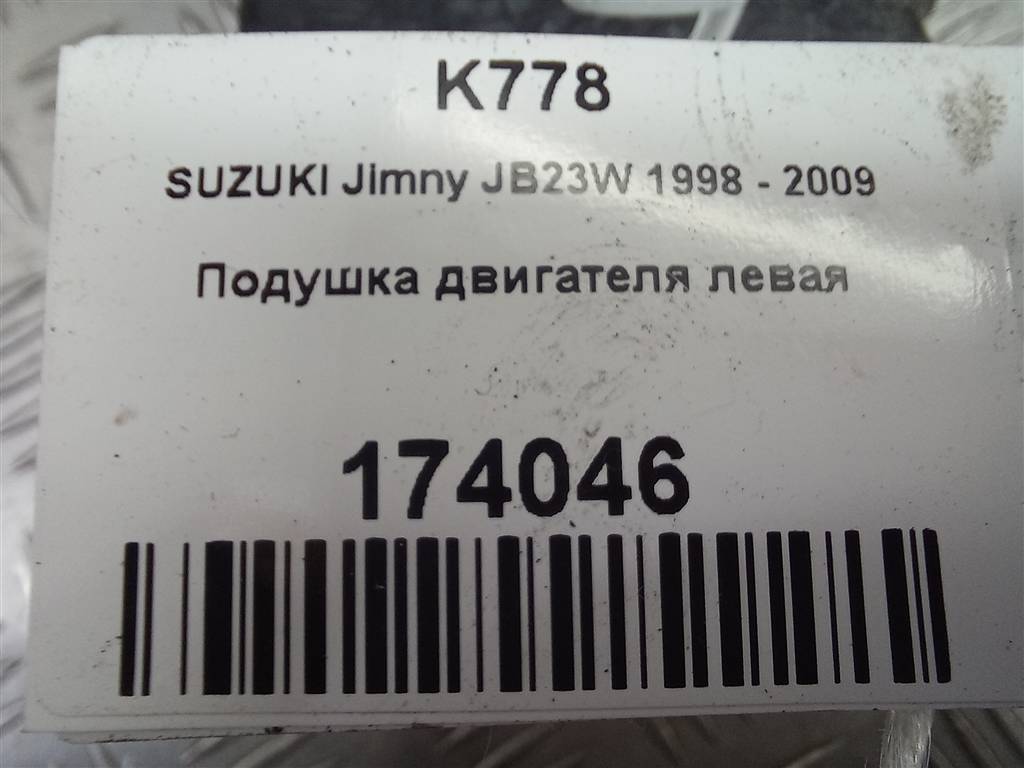 K778
SUZUKI Jimny JB23W 1998 - 2009
Подушка двигателя левая
174046